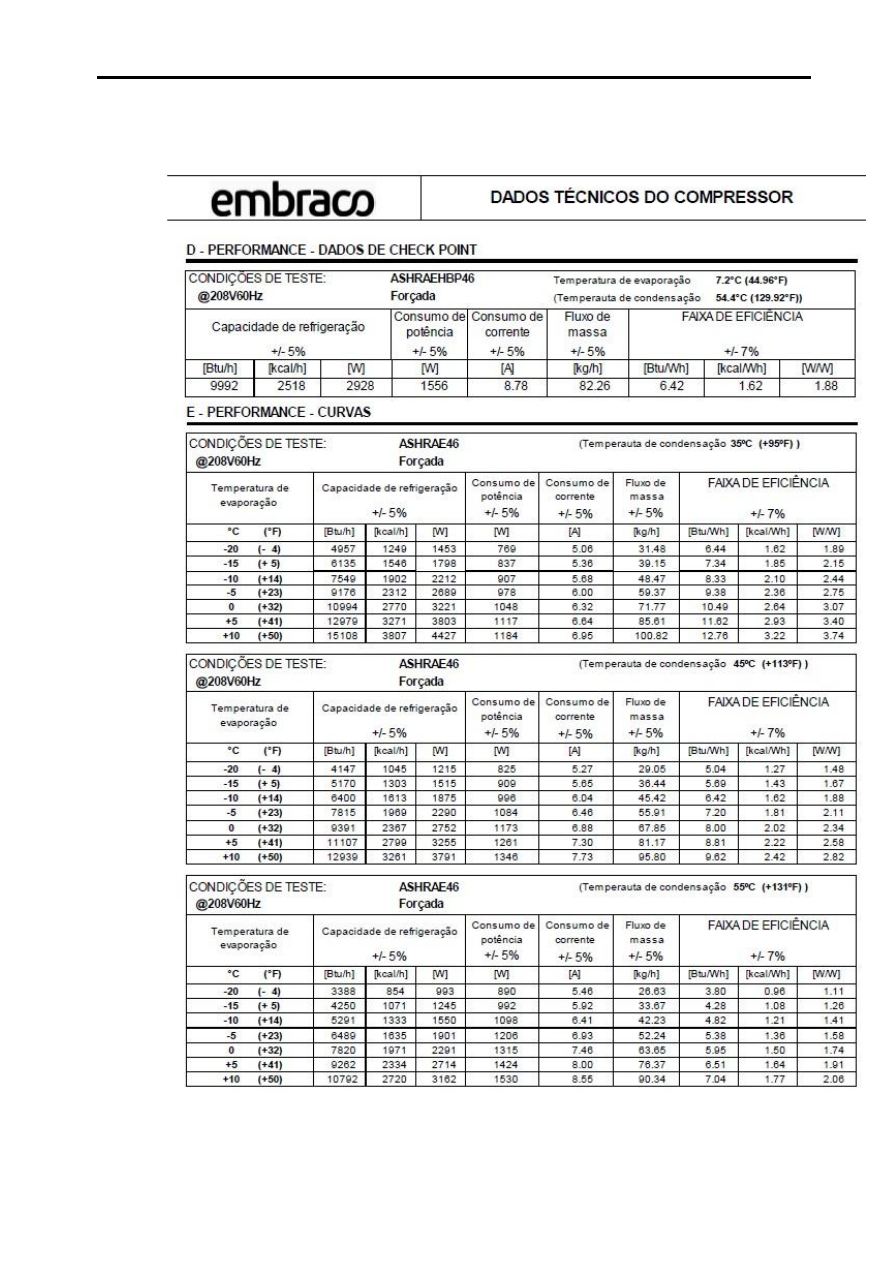 embraco
DADOS TÉCNICOS DO COMPRESSOR
D - PERFORMANCE - DADOS DE CHECK POINT
CONDIÇÕES DE TESTE: ASHRAEHBP46 Temperatura de evaporação 7.2°C (44.96°F)
@208V60Hz Forçada (Temperauta de condensação 54.4°C (129.92°F))
Capacidade de refrigeração Consumo de potência Consumo de corrente Fluxo de massa FAIXA DE EFICIÊNCIA
+/- 5% +/- 5% +/- 5% +/- 5% +/- 7%
[Btu/h] [kcal/h] [W] [W] [A] [kg/h] [Btu/Wh] [kcal/Wh] [W/W]
9992 2518 2928 1556 8.78 82.26 6.42 1.62 1.88
E - PERFORMANCE - CURVAS
CONDIÇÕES DE TESTE: ASHRAE46 (Temperauta de condensação 35ºC (+95ºF) )
@208V60Hz Forçada
Temperatura de evaporação Capacidade de refrigeração Consumo de potência Consumo de corrente Fluxo de massa FAIXA DE EFICIÊNCIA
+/- 5% +/- 5% +/- 5% +/- 5% +/- 7%
°C (°F) [Btu/h] [kcal/h] [W] [W] [A] [kg/h] [Btu/Wh] [kcal/Wh] [W/W]
-20 (- 4) 4957 1249 1453 769 5.06 31.48 6.44 1.62 1.89
-15 (+ 5) 6135 1546 1798 837 5.36 39.15 7.34 1.85 2.15
-10 (+14) 7549 1902 2212 907 5.68 48.47 8.33 2.10 2.44
-5 (+23) 9176 2312 2689 978 6.00 59.37 9.38 2.36 2.75
0 (+32) 10994 2770 3221 1048 6.32 71.77 10.49 2.64 3.07
+5 (+41) 12979 3271 3803 1117 6.64 85.61 11.62 2.93 3.40
+10 (+50) 15108 3807 4427 1184 6.95 100.82 12.76 3.22 3.74
CONDIÇÕES DE TESTE: ASHRAE46 (Temperauta de condensação 45ºC (+113ºF) )
@208V60Hz Forçada
Temperatura de evaporação Capacidade de refrigeração Consumo de potência Consumo de corrente Fluxo de massa FAIXA DE EFICIÊNCIA
+/- 5% +/- 5% +/- 5% +/- 5% +/- 7%
°C (°F) [Btu/h] [kcal/h] [W] [W] [A] [kg/h] [Btu/Wh] [kcal/Wh] [W/W]
-20 (- 4) 4147 1045 1215 825 5.27 29.05 5.04 1.27 1.48
-15 (+ 5) 5170 1303 1515 909 5.65 36.44 5.69 1.43 1.67
-10 (+14) 6400 1613 1875 996 6.04 45.42 6.42 1.62 1.88
-5 (+23) 7815 1969 2290 1084 6.46 55.91 7.20 1.81 2.11
0 (+32) 9391 2367 2752 1173 6.88 67.85 8.00 2.02 2.34
+5 (+41) 11107 2799 3255 1261 7.30 81.17 8.81 2.22 2.58
+10 (+50) 12939 3261 3791 1346 7.73 95.80 9.62 2.42 2.82
CONDIÇÕES DE TESTE: ASHRAE46 (Temperauta de condensação 55ºC (+131ºF) )
@208V60Hz Forçada
Temperatura de evaporação Capacidade de refrigeração Consumo de potência Consumo de corrente Fluxo de massa FAIXA DE EFICIÊNCIA
+/- 5% +/- 5% +/- 5% +/- 5% +/- 7%
°C (°F) [Btu/h] [kcal/h] [W] [W] [A] [kg/h] [Btu/Wh] [kcal/Wh] [W/W]
-20 (- 4) 3388 854 993 890 5.46 26.63 3.80 0.96 1.11
-15 (+ 5) 4250 1071 1245 992 5.92 33.67 4.28 1.08 1.26
-10 (+14) 5291 1333 1550 1098 6.41 42.23 4.82 1.21 1.41
-5 (+23) 6489 1635 1901 1206 6.93 52.24 5.38 1.36 1.58
0 (+32) 7820 1971 2291 1315 7.46 63.65 5.95 1.50 1.74
+5 (+41) 9262 2334 2714 1424 8.00 76.37 6.51 1.64 1.91
+10 (+50) 10792 2720 3162 1530 8.55 90.34 7.04 1.77 2.06